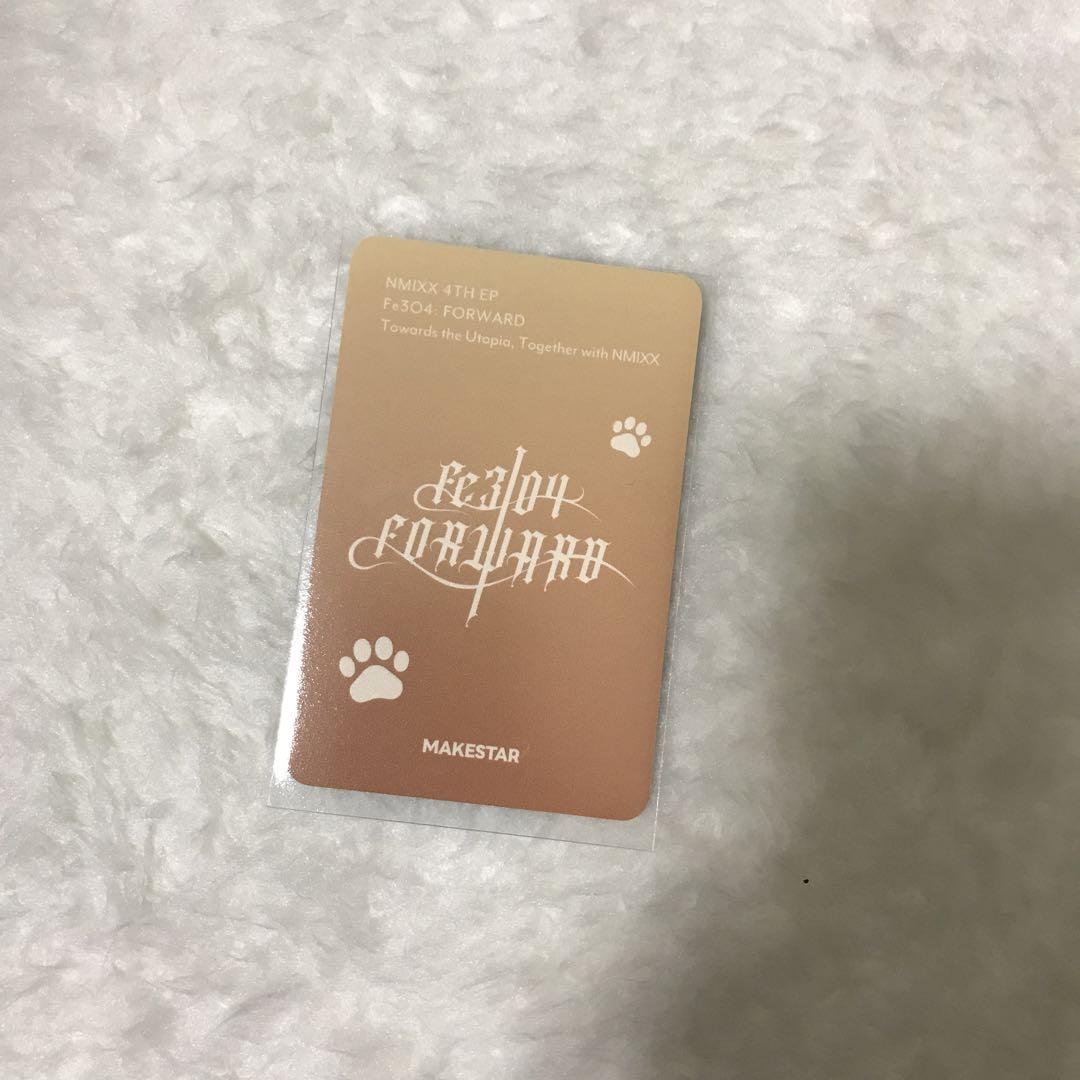 NMIXX 4TH EP
Fe3O4: FORWARD
Towards the Utopia, Together with NMIXX
Fe3O4
FORWARD
MAKESTAR